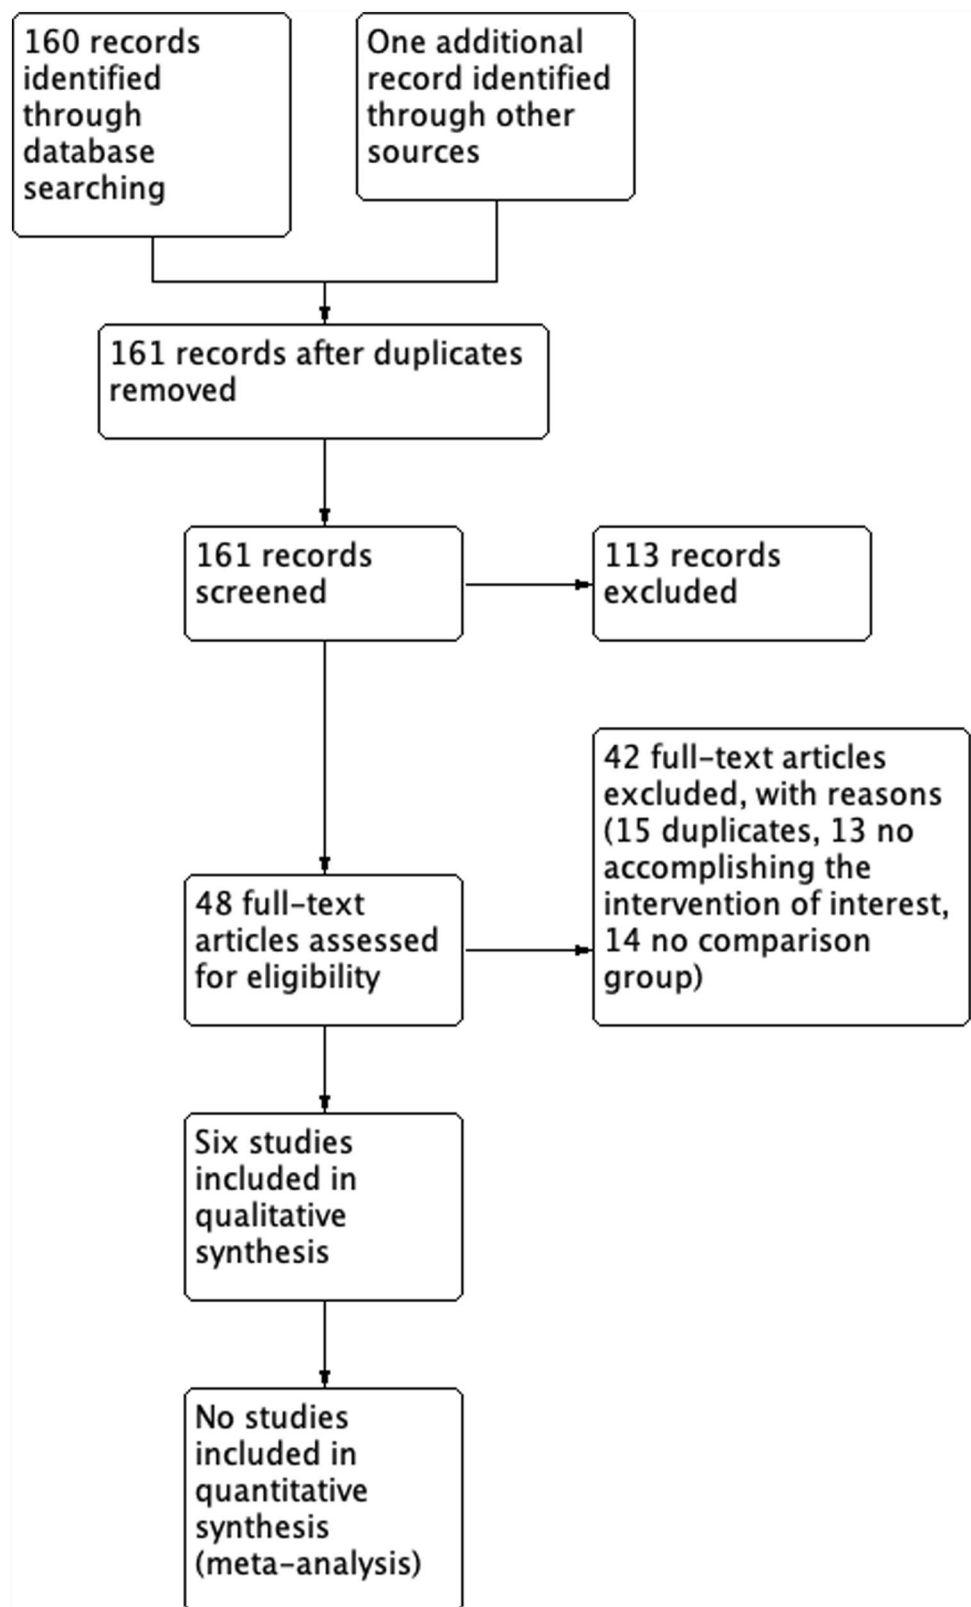 160 records
identified
through
database
searching
One additional
record identified
through other
sources
161 records after duplicates
removed
161 records
screened
113 records
excluded
48 full-text
articles assessed
for eligibility
42 full-text articles
excluded, with reasons
(15 duplicates, 13 no
accomplishing the
intervention of interest,
14 no comparison
group)
Six studies
included in
qualitative
synthesis
No studies
included in
quantitative
synthesis
(meta-analysis)